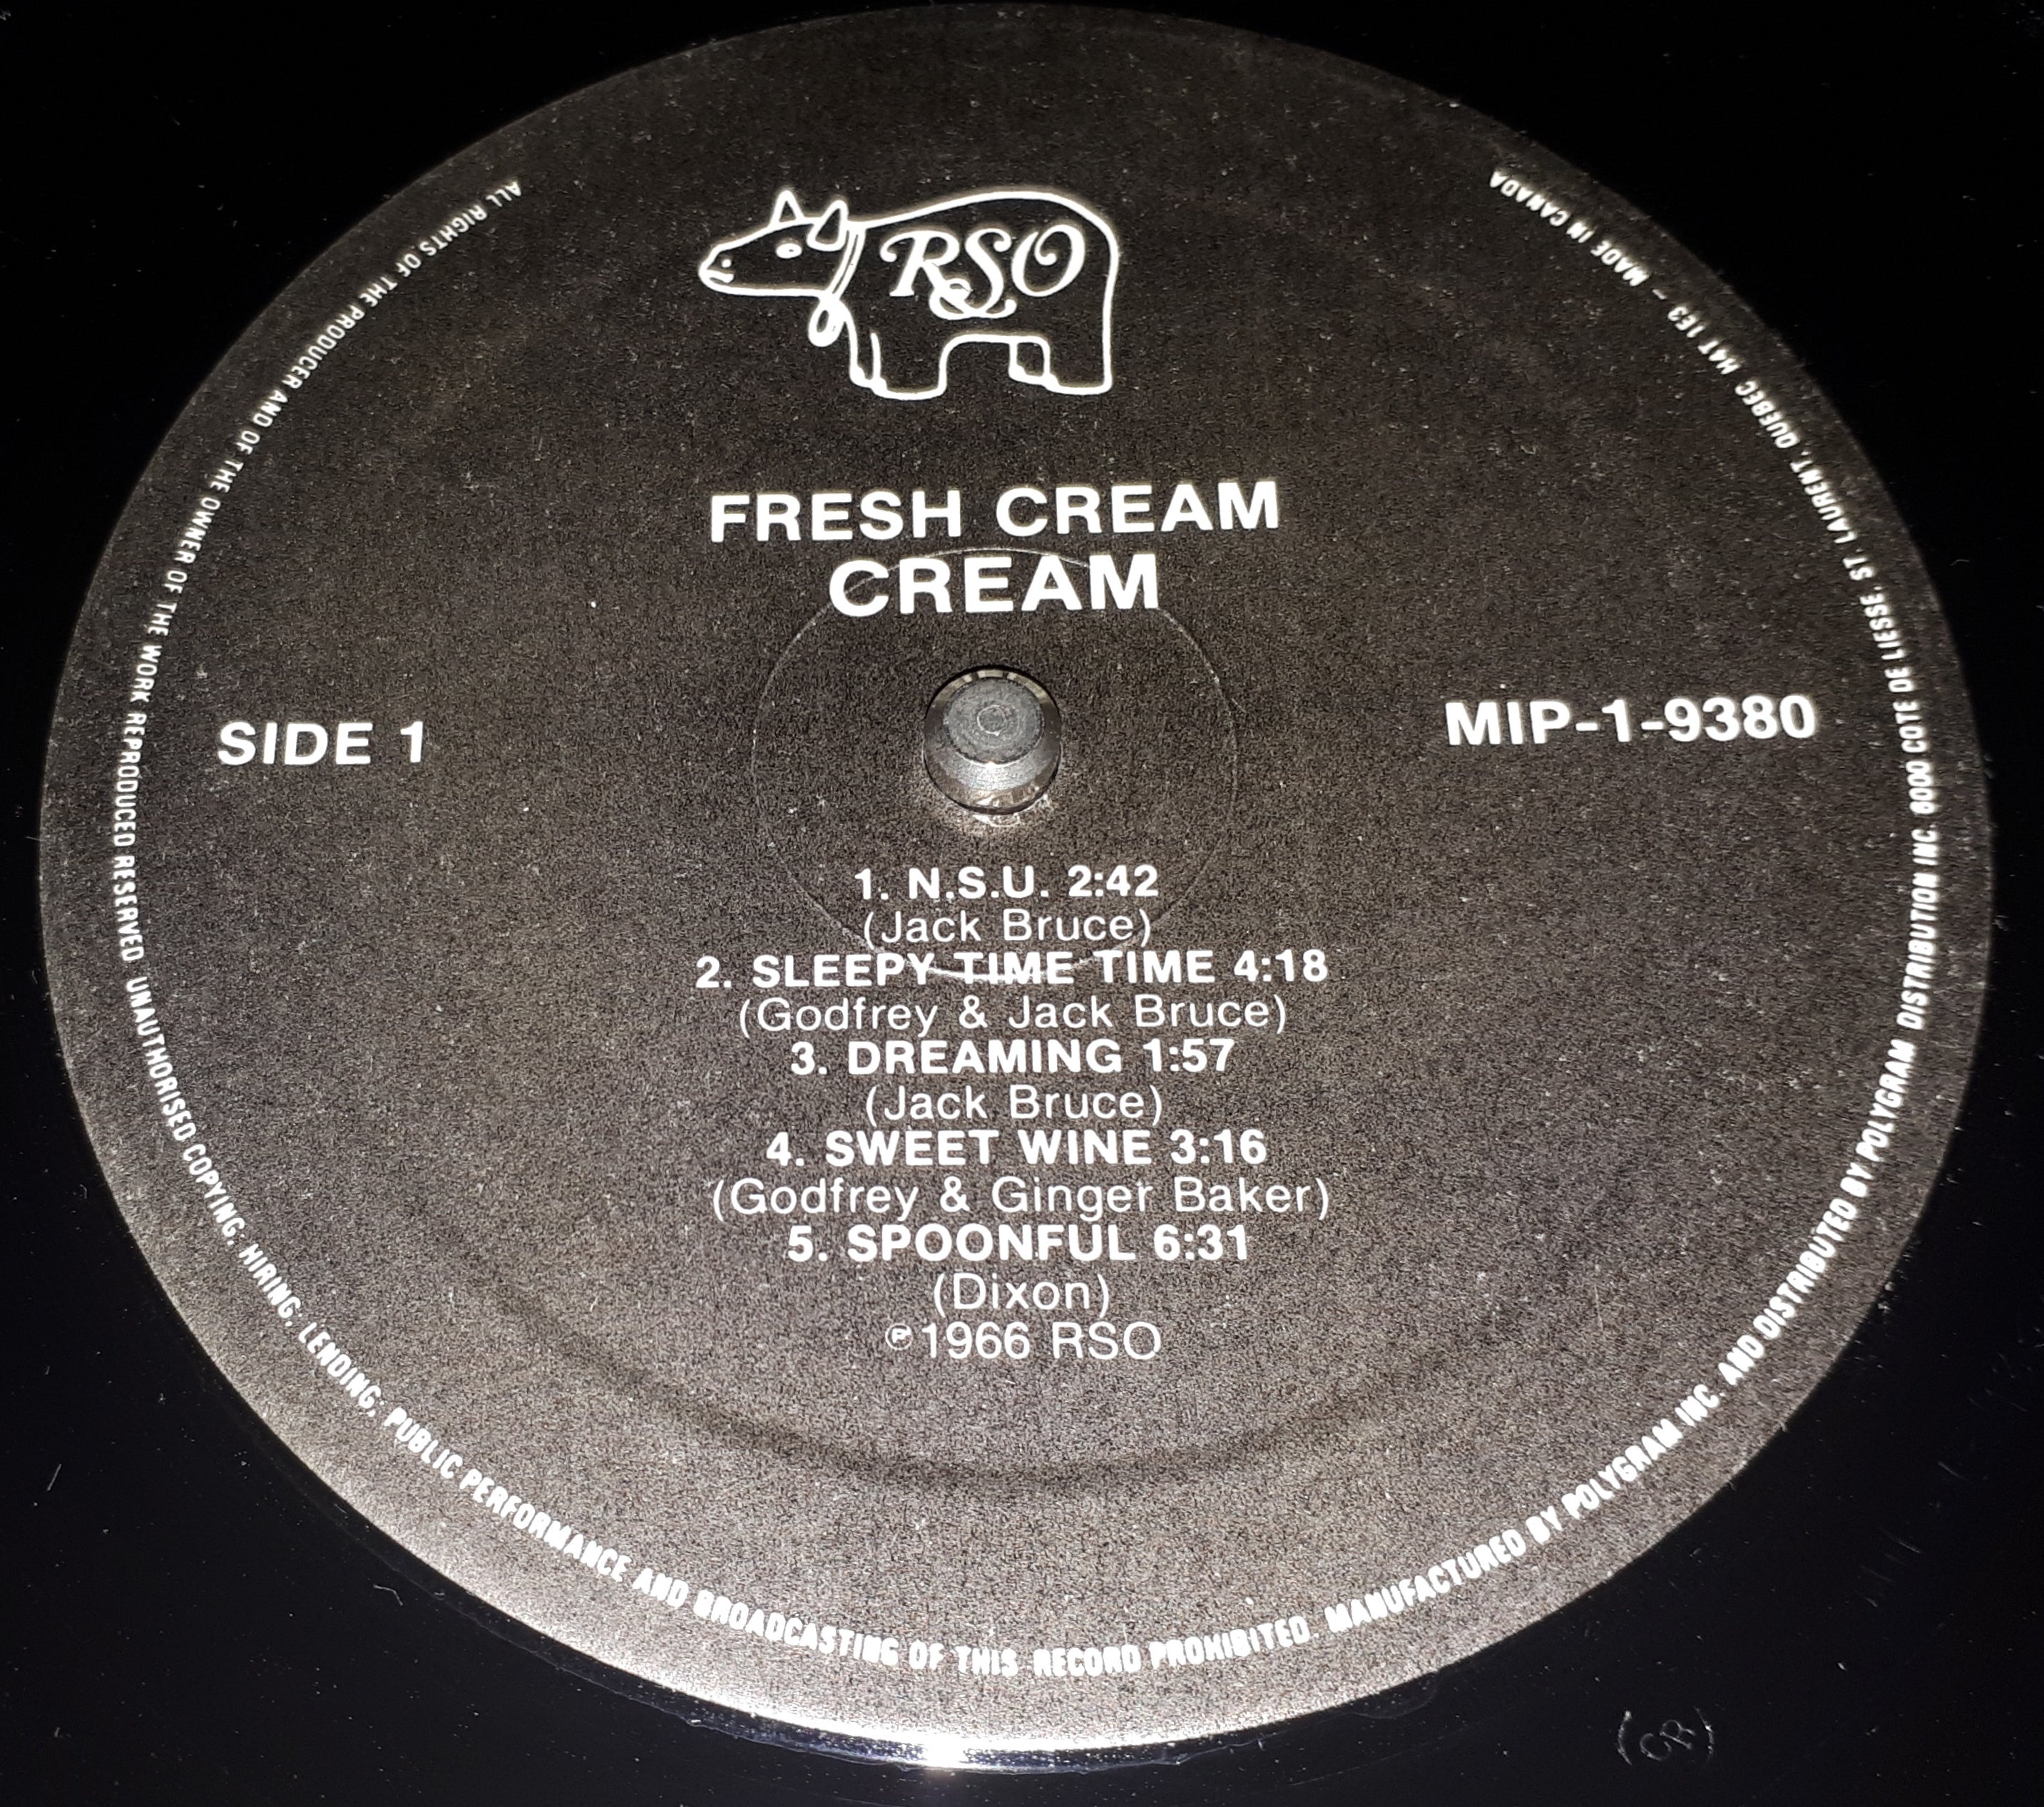 RSO
FRESH CREAM
CREAM
SIDE 1
MIP-1-9380
1. N.S.U. 2:42
(Jack Bruce)
2. SLEEPY TIME TIME 4:18
(Godfrey & Jack Bruce)
3. DREAMING 1:57
(Jack Bruce)
4. SWEET WINE 3:16
(Godfrey & Ginger Baker)
5. SPOONFUL 6:31
(Dixon)
℗1966 RSO
ALL RIGHTS OF THE PRODUCER AND OF THE OWNER OF THE WORK REPRODUCED RESERVED UNAUTHORISED COPYING; HIRING; LENDING; PUBLIC PERFORMANCE AND BROADCASTING OF THIS RECORD PROHIBITED. MANUFACTURED BY POLYGRAM INC. AND DISTRIBUTED BY POLYGRAM DISTRIBUTION INC. 6000 COTE DE LIESSE, ST. LAURENT, QUEBEC H4T 1E3 – MADE IN CANADA
(GR)